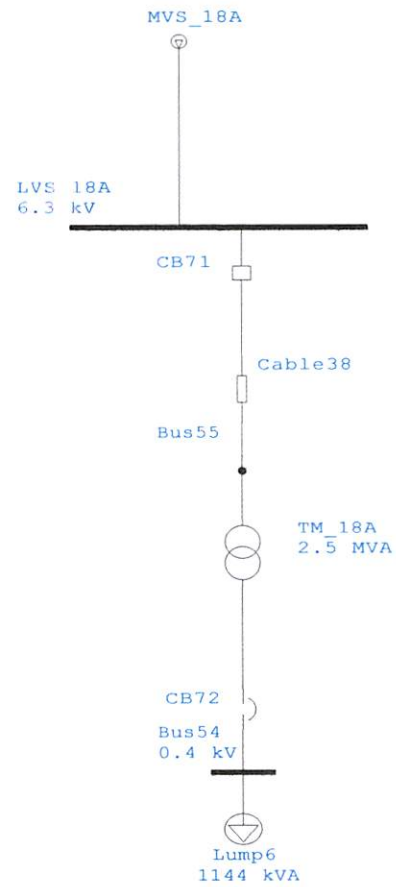 MVS_18A
LVS 18A
6.3 kV
CB71
Cable38
Bus55
TM_18A
2.5 MVA
CB72
Bus54
0.4 kV
Lump6
1144 kVA